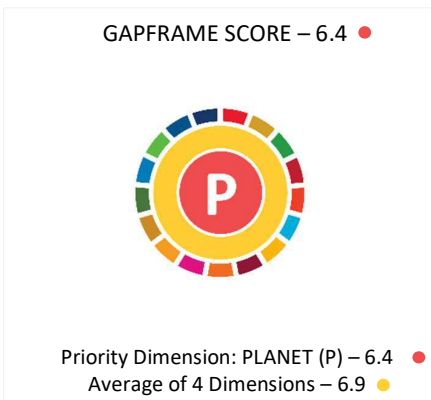 GAPFRAME SCORE – 6.4
P
Priority Dimension: PLANET (P) – 6.4
Average of 4 Dimensions – 6.9